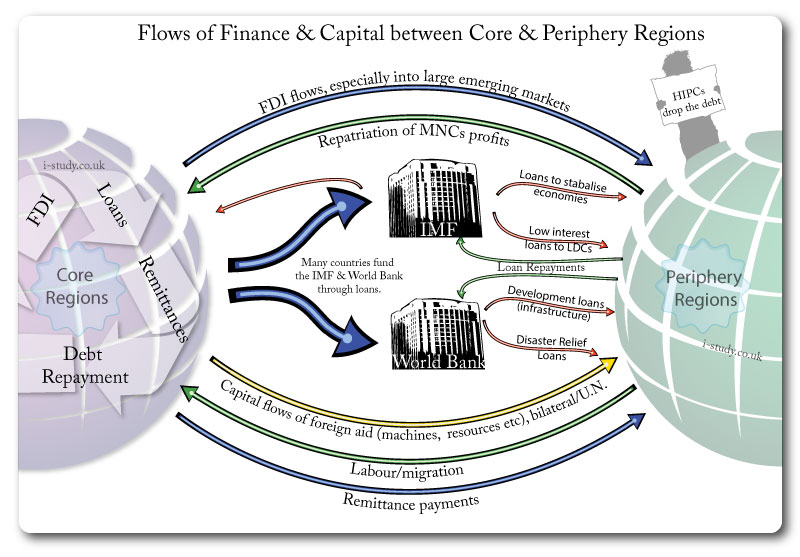 Flows of Finance & Capital between Core & Periphery Regions
HIPCs
drop the debt
FDI flows, especially into large emerging markets
Repatriation of MNCs profits
i-study.co.uk
FDI
Loans
Remittances
Core
Regions
Debt
Repayment
IMF
Loans to stabalise
economies
Low interest
loans to LDCs
Many countries fund
the IMF & World Bank
through loans.
Loan Repayments
Periphery
Regions
Development loans
(infrastructure)
World Bank
Disaster Relief
Loans
i-study.co.uk
Capital flows of foreign aid (machines, resources etc), bilateral/U.N.
Labour/migration
Remittance payments